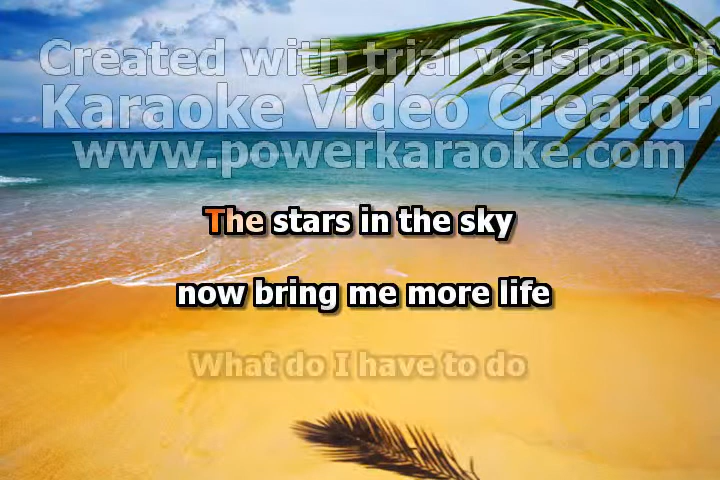 Created with trial version of
Karaoke Video Creator
www.powerkaraoke.com
The stars in the sky
now bring me more life
What do I have to do